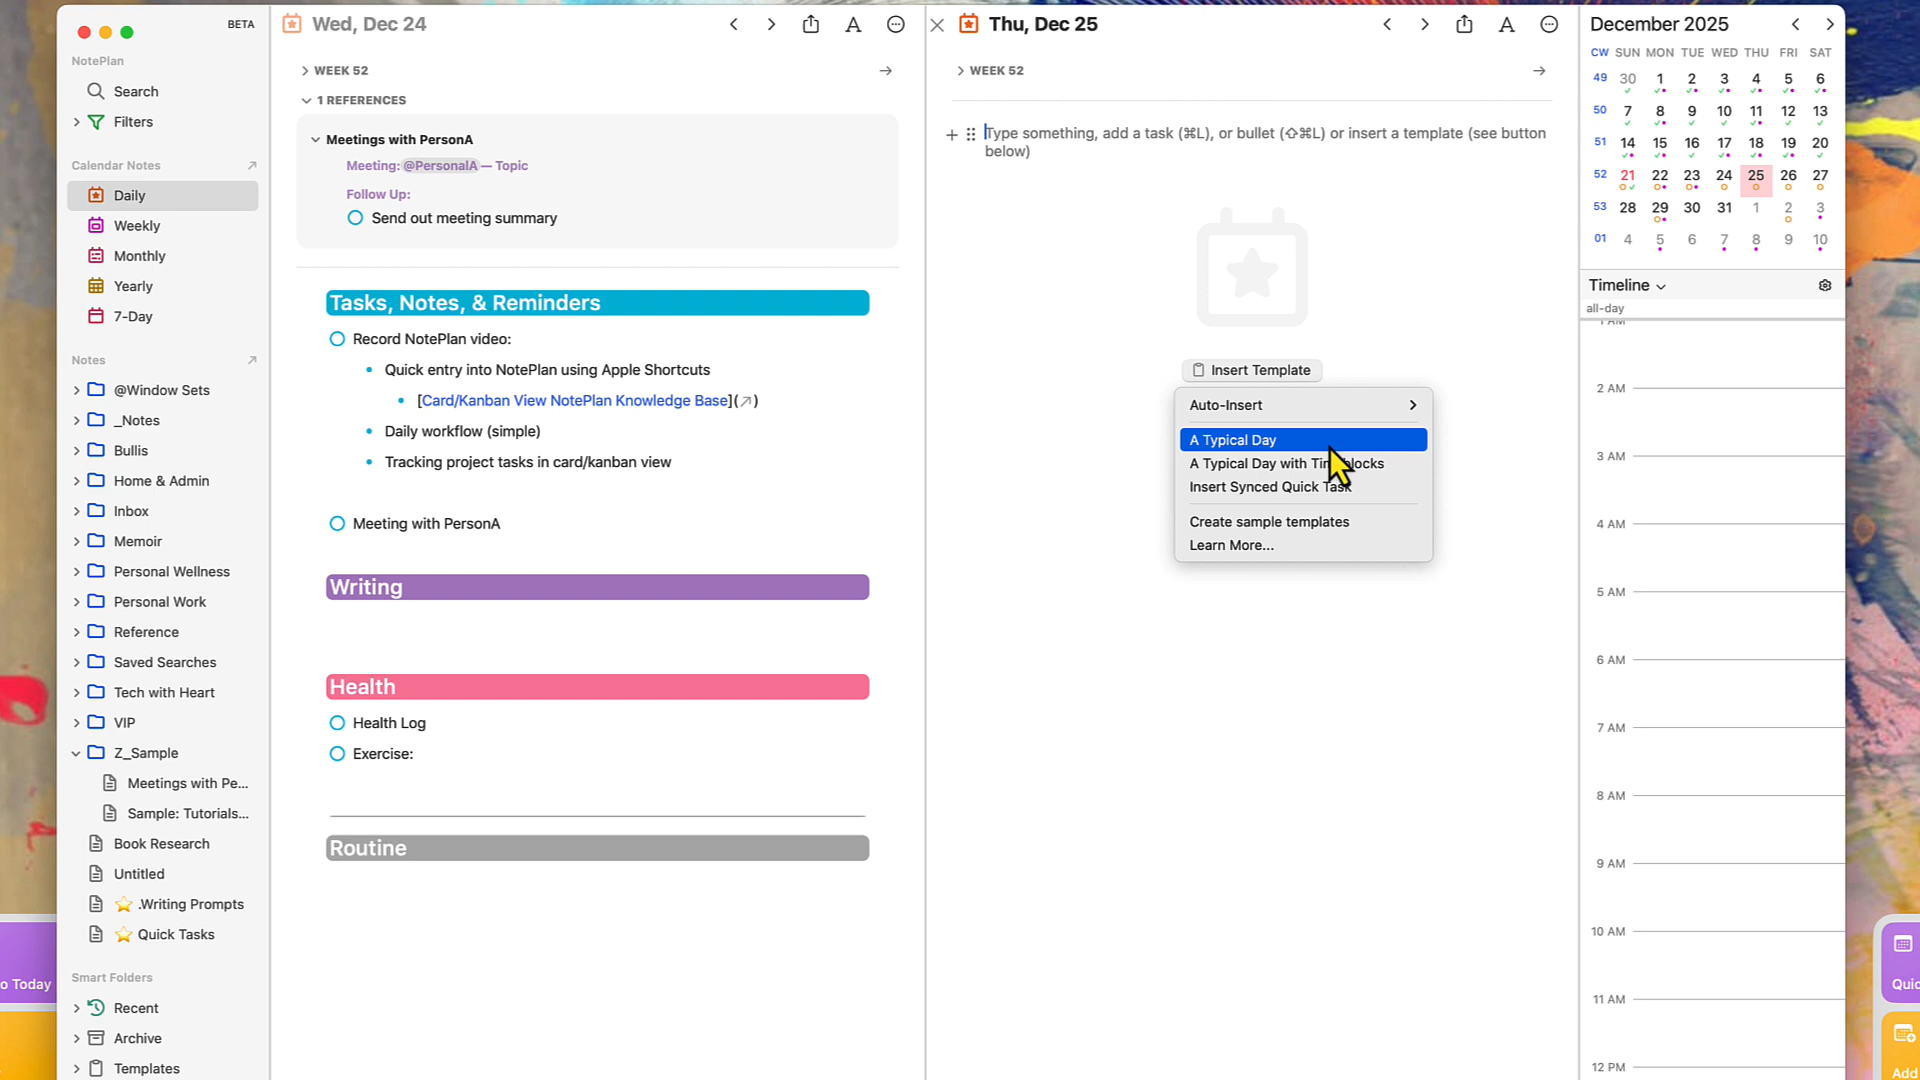 BETA
NotePlan
Search
Filters
Calendar Notes
Daily
Weekly
Monthly
Yearly
7-Day
Notes
@Window Sets
_Notes
Bullis
Home & Admin
Inbox
Memoir
Personal Wellness
Personal Work
Reference
Saved Searches
Tech with Heart
VIP
Z_Sample
Meetings with Pe...
Sample: Tutorials...
Book Research
Untitled
⭐ .Writing Prompts
⭐ Quick Tasks
Smart Folders
Recent
Archive
Templates
o Today
Wed, Dec 24
WEEK 52
1 REFERENCES
Meetings with PersonA
Meeting: @PersonalA — Topic
Follow Up:
Send out meeting summary
Tasks, Notes, & Reminders
Record NotePlan video:
• Quick entry into NotePlan using Apple Shortcuts
• [Card/Kanban View NotePlan Knowledge Base](↗)
• Daily workflow (simple)
• Tracking project tasks in card/kanban view
Meeting with PersonA
Writing
Health
Health Log
Exercise:
Routine
Thu, Dec 25
WEEK 52
Type something, add a task (⌘L), or bullet (⇧⌘L) or insert a template (see button
below)
Insert Template
Auto-Insert
A Typical Day
A Typical Day with Tim blocks
Insert Synced Quick Task
Create sample templates
Learn More...
December 2025
CW SUN MON TUE WED THU FRI SAT
49 30 1 2 3 4 5 6
50 7 8 9 10 11 12 13
51 14 15 16 17 18 19 20
52 21 22 23 24 25 26 27
53 28 29 30 31 1 2 3
01 4 5 6 7 8 9 10
Timeline
all-day
1 AM
2 AM
3 AM
4 AM
5 AM
6 AM
7 AM
8 AM
9 AM
10 AM
11 AM
12 PM
Quic
Add